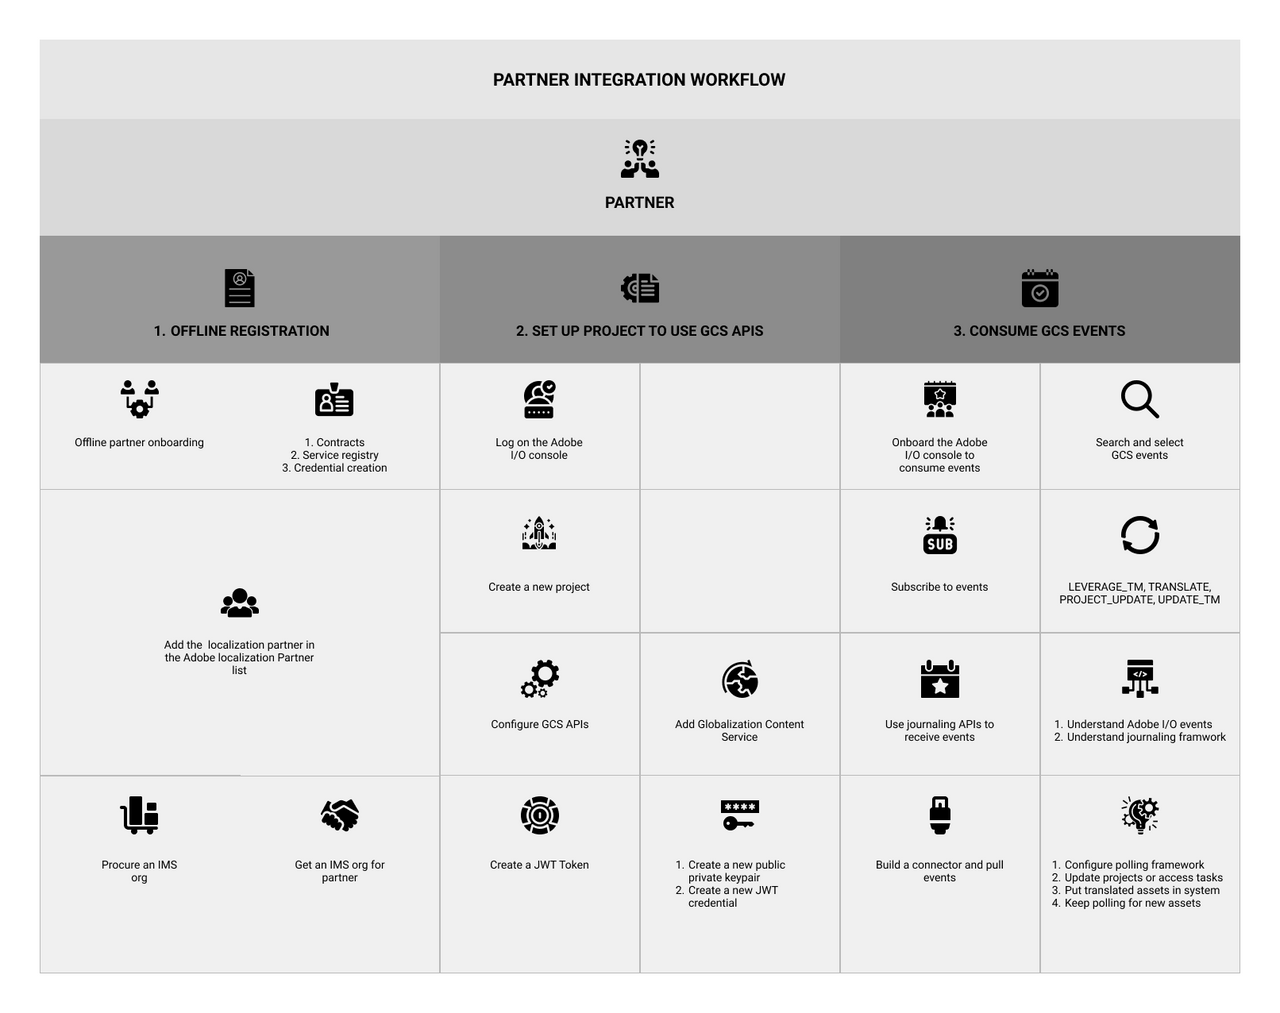 PARTNER INTEGRATION WORKFLOW
PARTNER
1. OFFLINE REGISTRATION
2. SET UP PROJECT TO USE GCS APIS
3. CONSUME GCS EVENTS
Offline partner onboarding
1. Contracts
2. Service registry
3. Credential creation
Log on the Adobe
I/O console
Onboard the Adobe
I/O console to
consume events
Search and select
GCS events
Add the  localization partner in
the Adobe localization Partner
list
Create a new project
SUB
Subscribe to events
LEVERAGE_TM, TRANSLATE,
PROJECT_UPDATE, UPDATE_TM
Configure GCS APIs
Add Globalization Content
Service
Use journaling APIs to
receive events
</>
1. Understand Adobe I/O events
2. Understand journaling framwork
Procure an IMS
org
Get an IMS org for
partner
Create a JWT Token
****
1. Create a new public
private keypair
2. Create a new JWT
credential
Build a connector and pull
events
1. Configure polling framework
2. Update projects or access tasks
3. Put translated assets in system
4. Keep polling for new assets